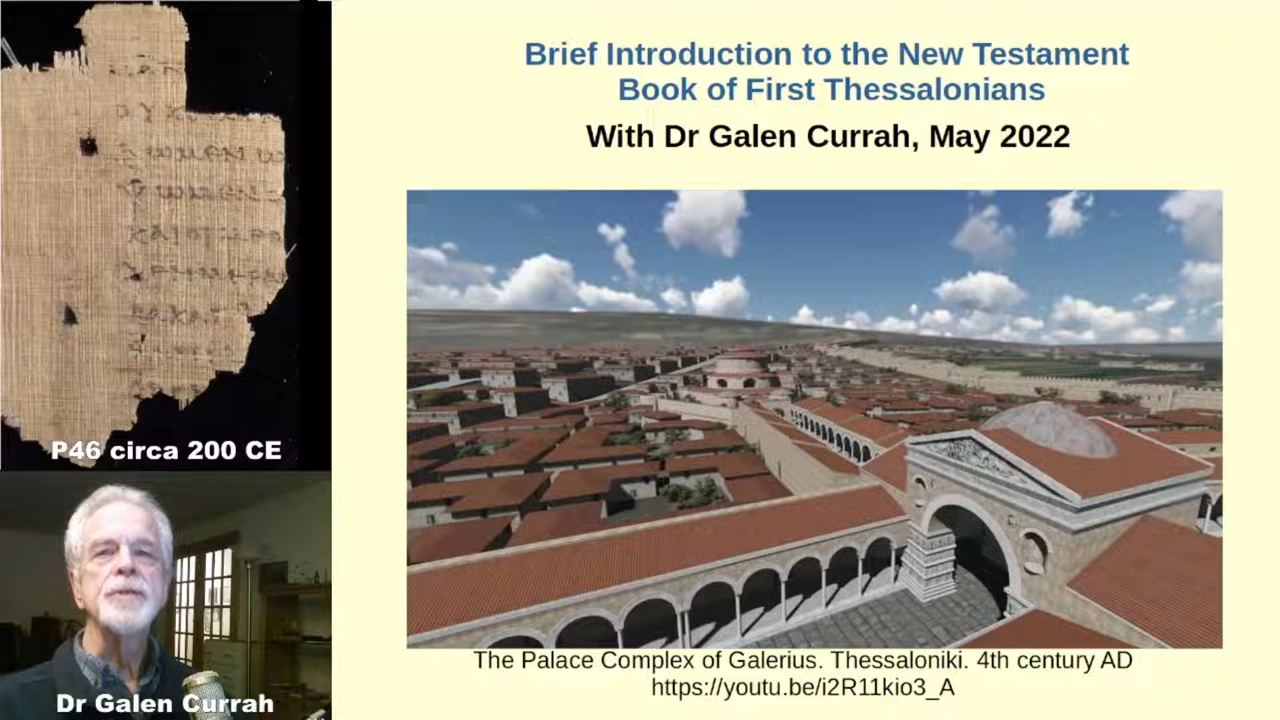 Brief Introduction to the New Testament
Book of First Thessalonians
With Dr Galen Currah, May 2022
P46 circa 200 CE
Dr Galen Currah
The Palace Complex of Galerius. Thessaloniki. 4th century AD
https://youtu.be/i2R11kio3_A